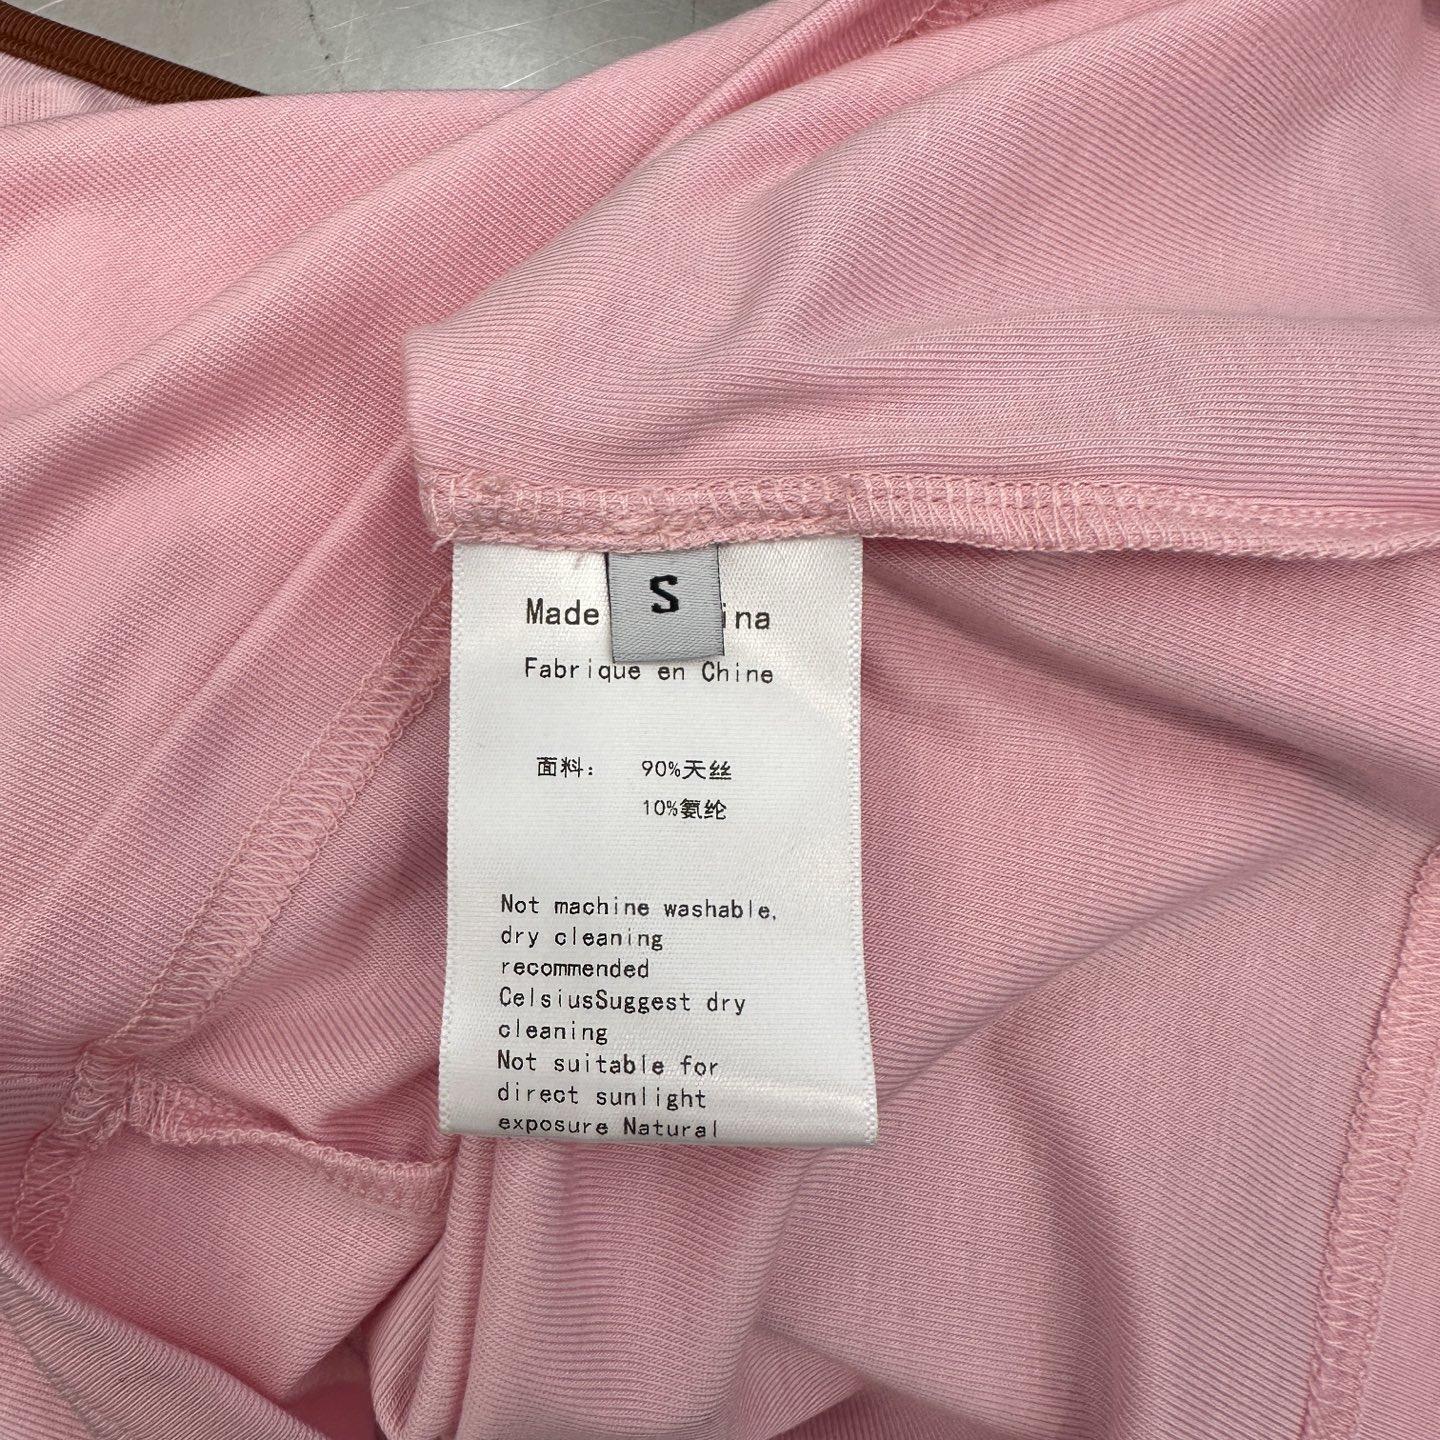 S
Made ina
Fabrique en Chine
面料： 90%天丝
10%氨纶
Not machine washable,
dry cleaning
recommended
CelsiusSuggest dry
cleaning
Not suitable for
direct sunlight
exposure Natural